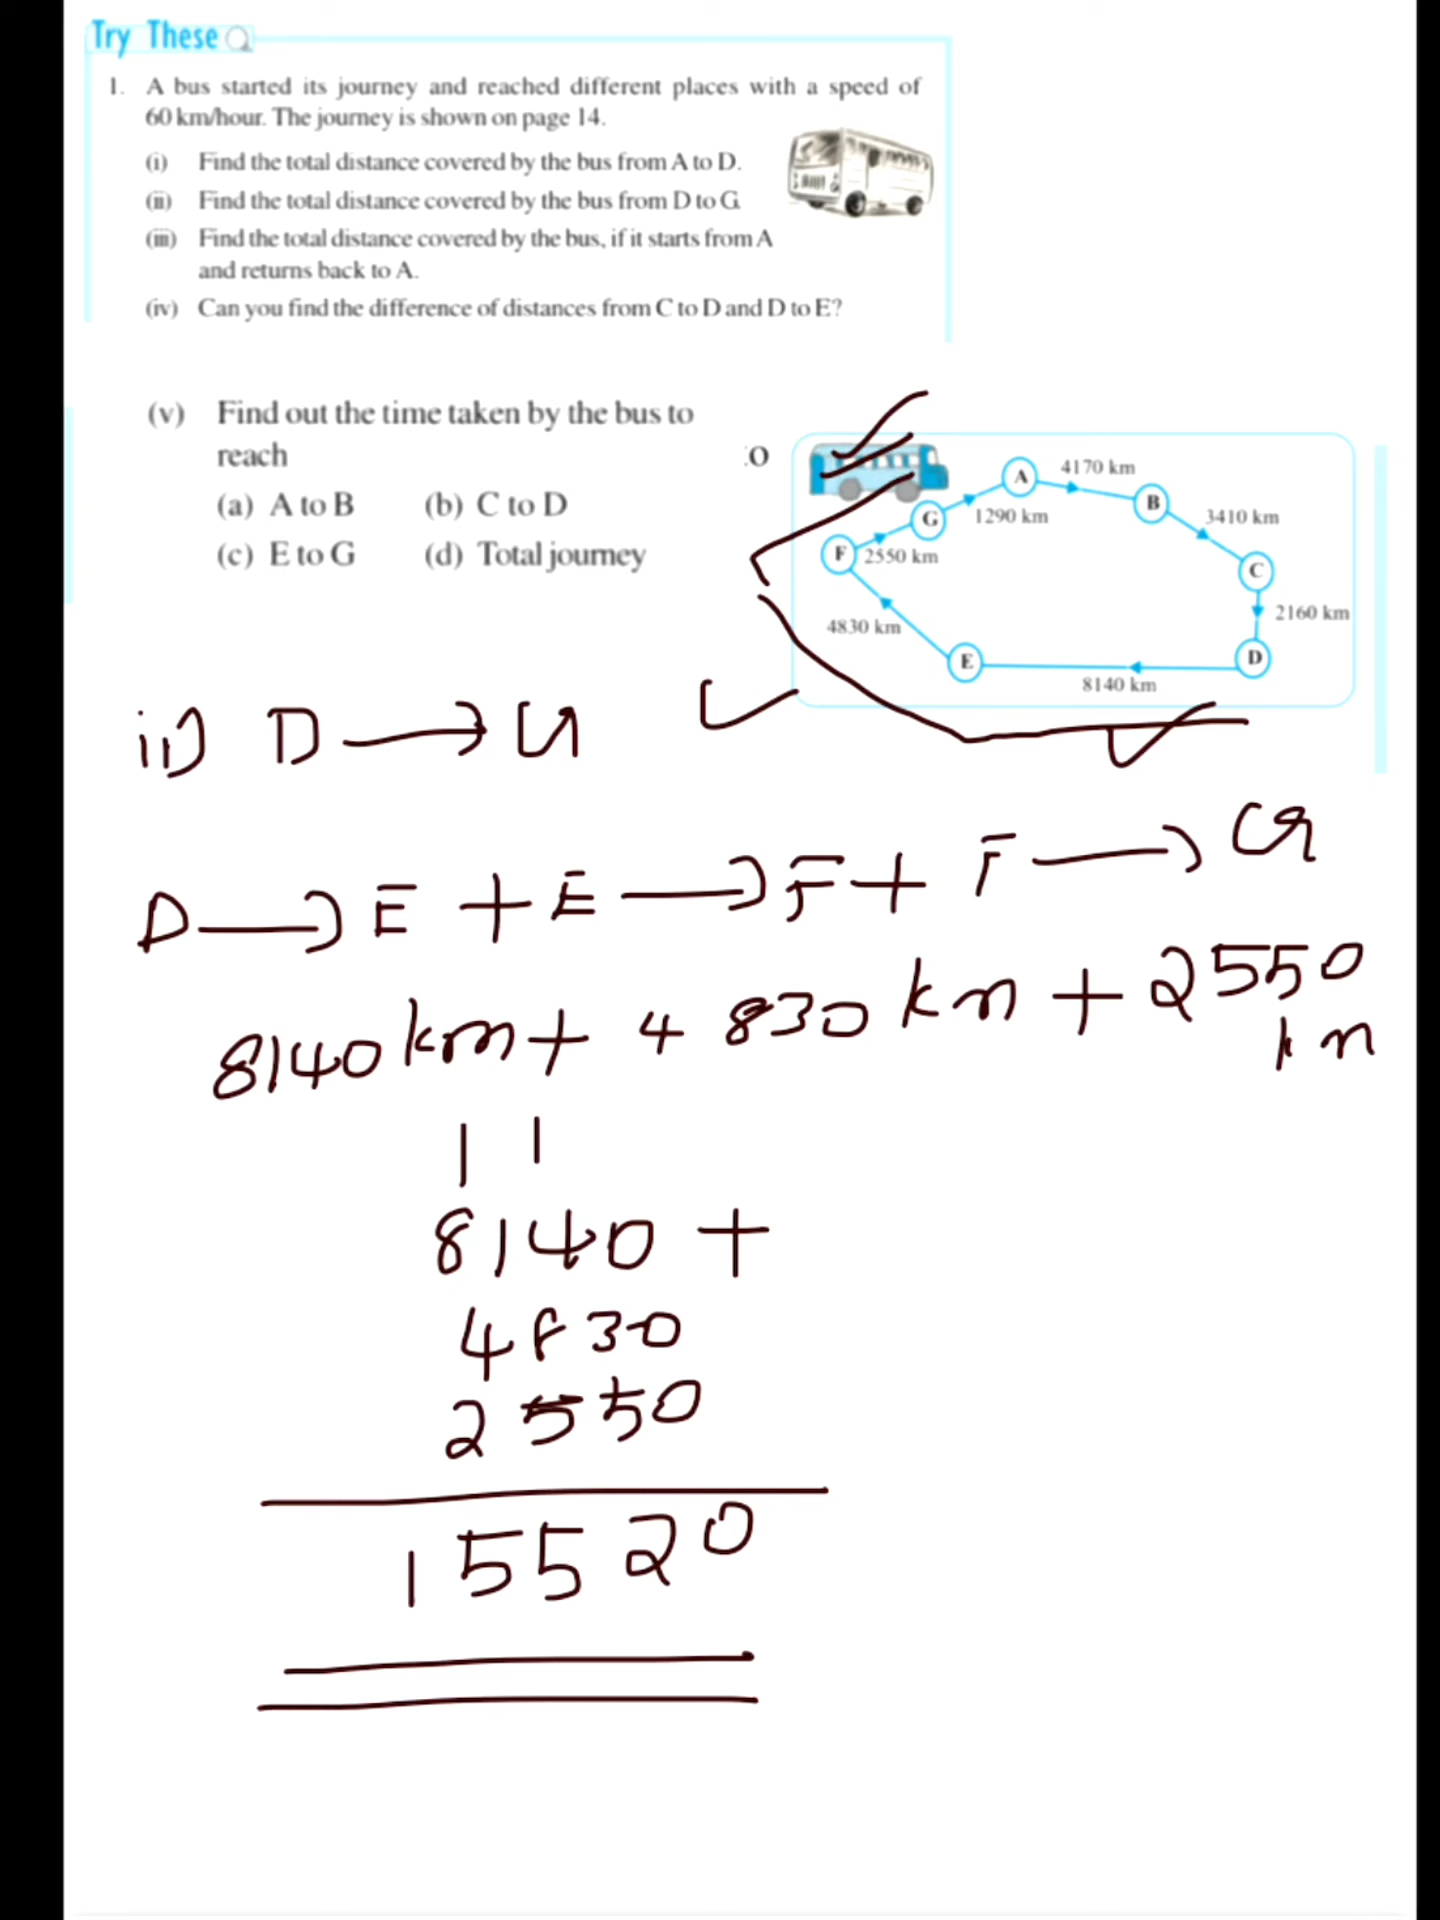 Try These
1. A bus started its journey and reached different places with a speed of
60 km/hour. The journey is shown on page 14.
(i) Find the total distance covered by the bus from A to D.
(ii) Find the total distance covered by the bus from D to G.
(iii) Find the total distance covered by the bus, if it starts from A
and returns back to A.
(iv) Can you find the difference of distances from C to D and D to E?
(v) Find out the time taken by the bus to
reach
(a) A to B (b) C to D
(c) E to G (d) Total journey
O
A 4170 km
B
G 1290 km
3410 km
F 2550 km
C
2160 km
4830 km
E
D
8140 km
ii) D → G
D → E + E → F + F → G
8140 km + 4830 km + 2550
km
1 1
8140 +
4830
2550
15520